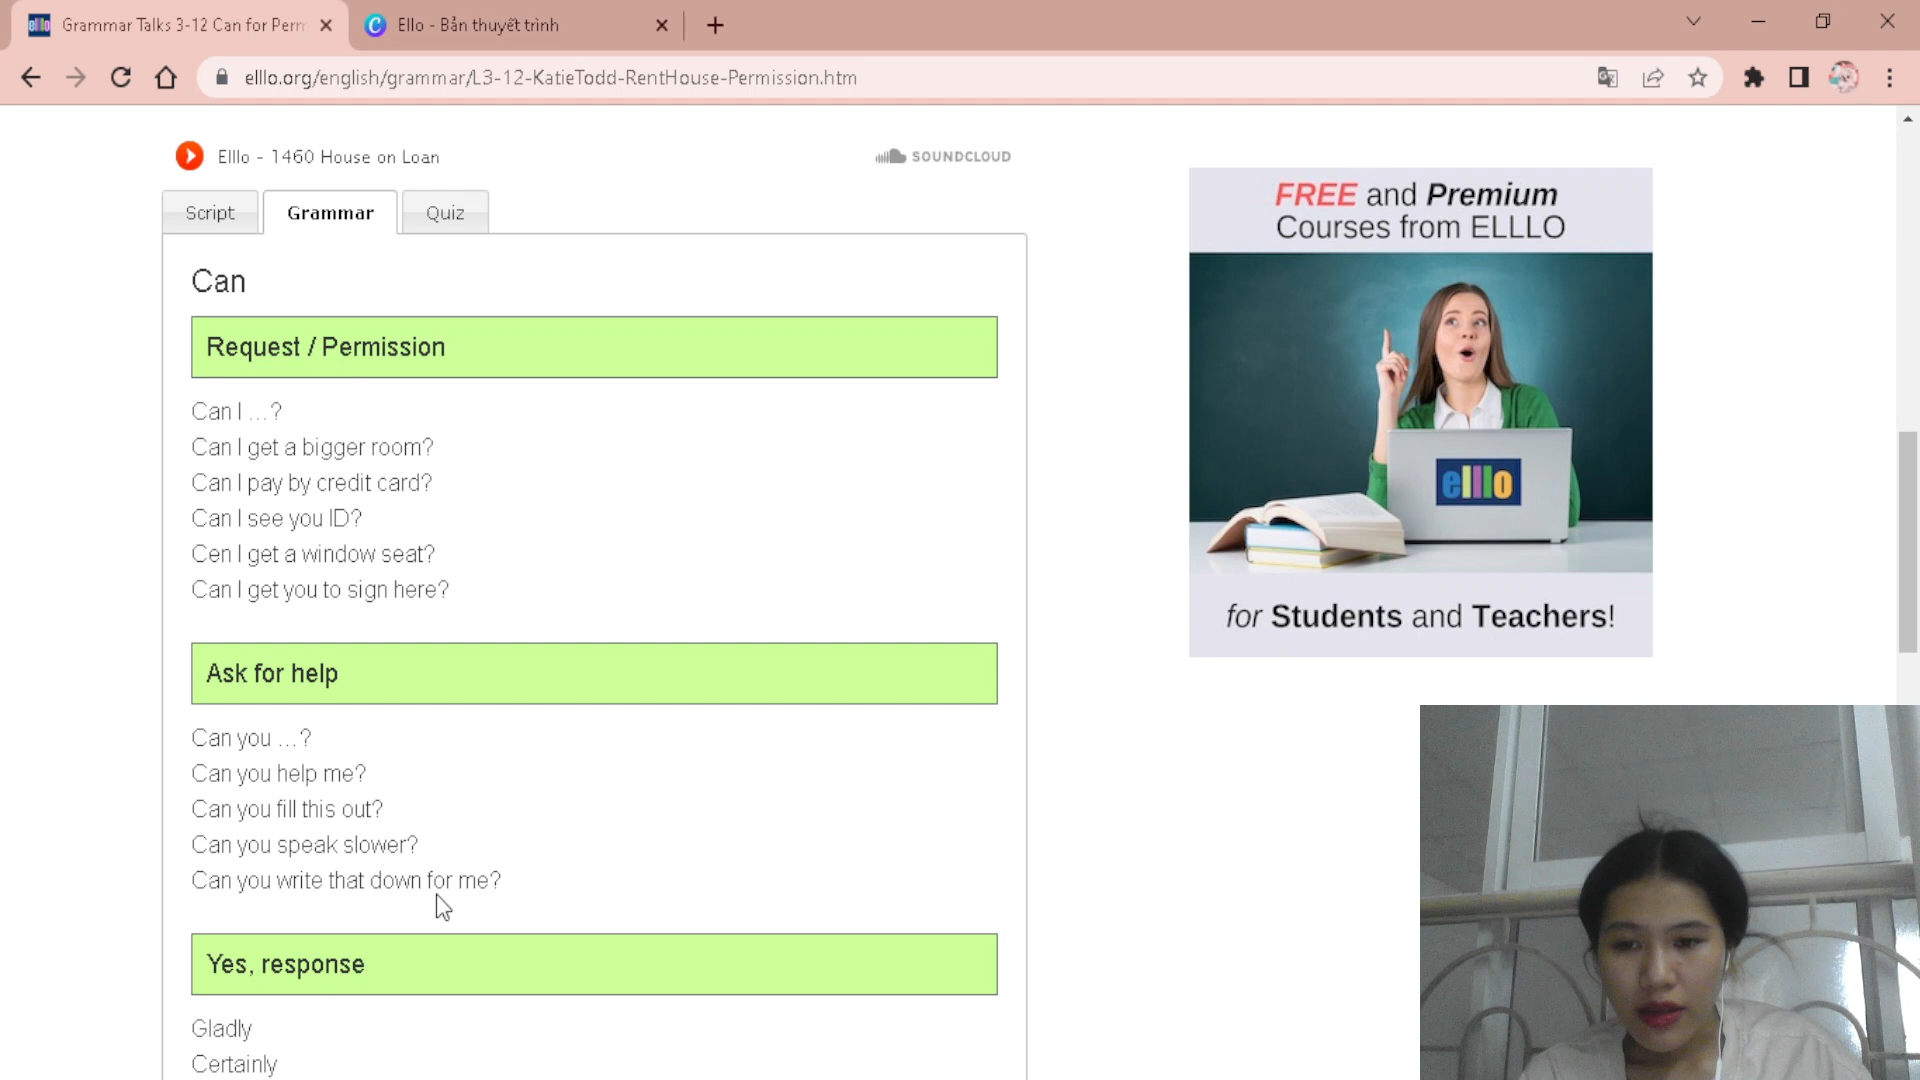 elllo Grammar Talks 3-12 Can for Perm
Ello - Bản thuyết trình
elllo.org/english/grammar/L3-12-KatieTodd-RentHouse-Permission.htm
Elllo - 1460 House on Loan
SOUNDCLOUD
Script Grammar Quiz
Can
Request / Permission
Can I ...?
Can I get a bigger room?
Can I pay by credit card?
Can I see you ID?
Cen I get a window seat?
Can I get you to sign here?
Ask for help
Can you ...?
Can you help me?
Can you fill this out?
Can you speak slower?
Can you write that down for me?
Yes, response
Gladly
Certainly
FREE and Premium
Courses from ELLLO
elllo
for Students and Teachers!